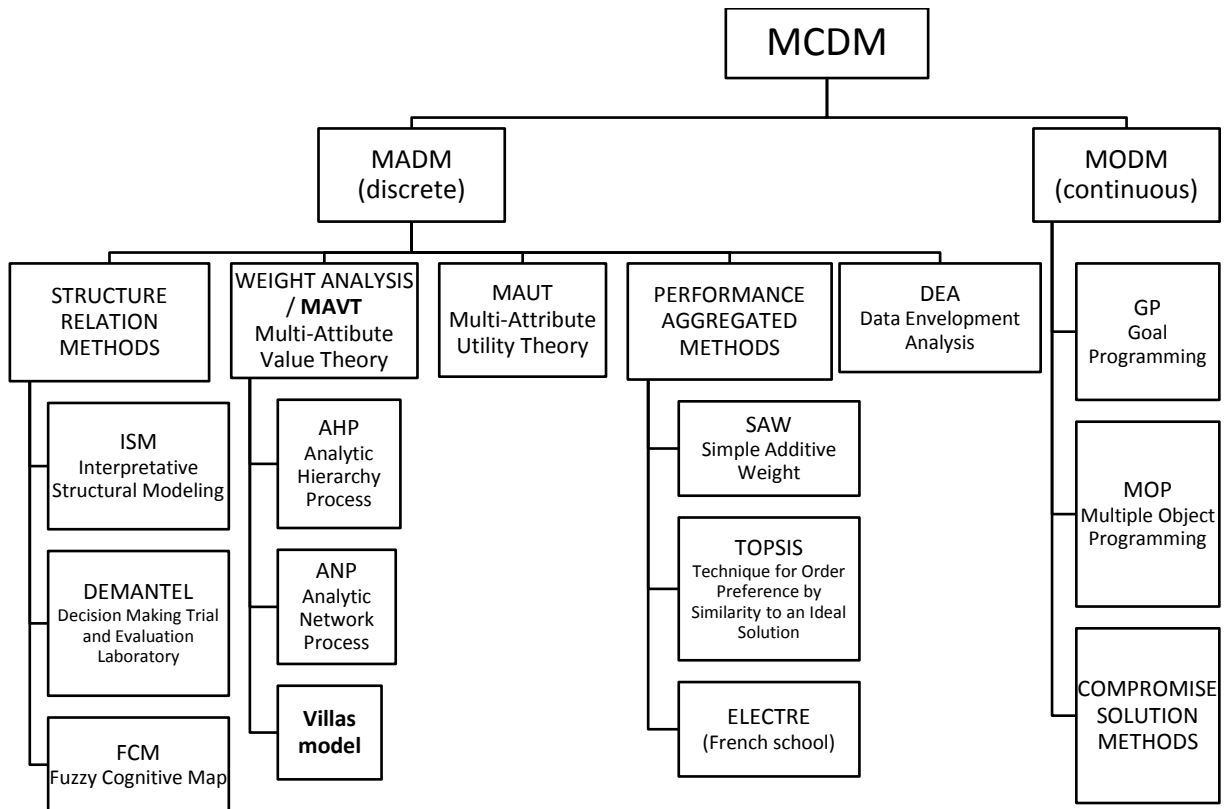 MCDM
MADM
(discrete)
MODM
(continuous)
STRUCTURE
RELATION
METHODS
WEIGHT ANALYSIS
/ MAVT
Multi-Attibute
Value Theory
MAUT
Multi-Attribute
Utility Theory
PERFORMANCE
AGGREGATED
METHODS
DEA
Data Envelopment
Analysis
ISM
Interpretative
Structural Modeling
DEMANTEL
Decision Making Trial
and Evaluation
Laboratory
FCM
Fuzzy Cognitive Map
AHP
Analytic
Hierarchy
Process
ANP
Analytic
Network
Process
Villas
model
SAW
Simple Additive
Weight
TOPSIS
Technique for Order
Preference by
Similarity to an Ideal
Solution
ELECTRE
(French school)
GP
Goal
Programming
MOP
Multiple Object
Programming
COMPROMISE
SOLUTION
METHODS